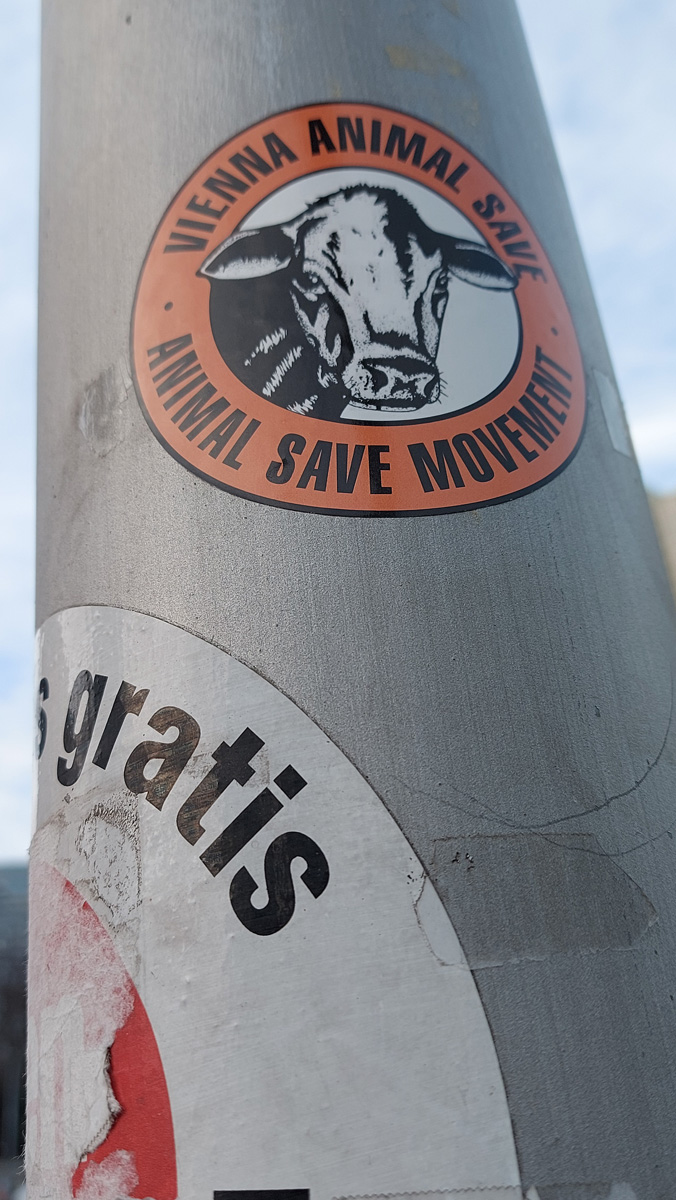 VIENNA ANIMAL SAVE
ANIMAL SAVE MOVEMENT
s gratis